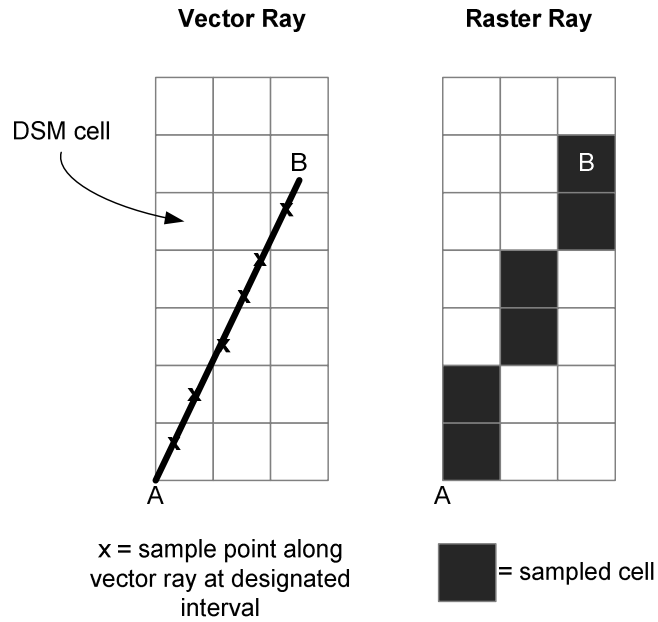 Vector Ray
Raster Ray
DSM cell
B
B
x
x
x
x
x
x
A
A
x = sample point along
vector ray at designated
interval
= sampled cell